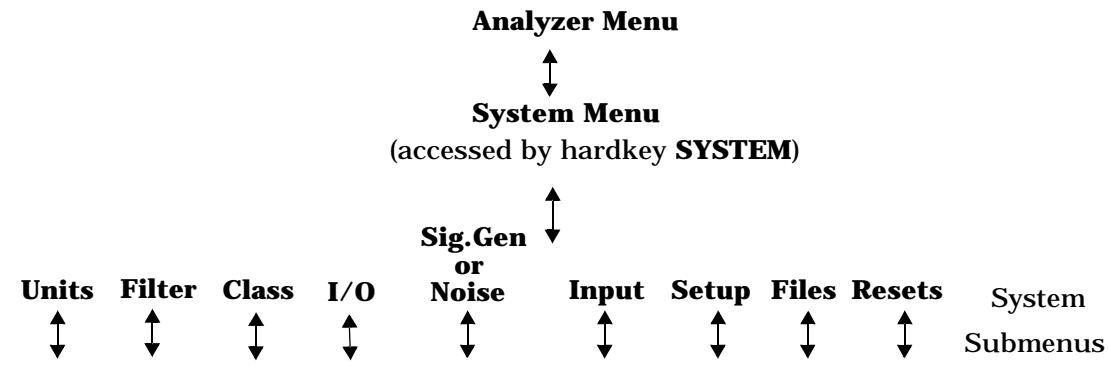 Analyzer Menu
System Menu
(accessed by hardkey SYSTEM)
Sig.Gen
or
Units Filter Class I/O Noise Input Setup Files Resets System
Submenus